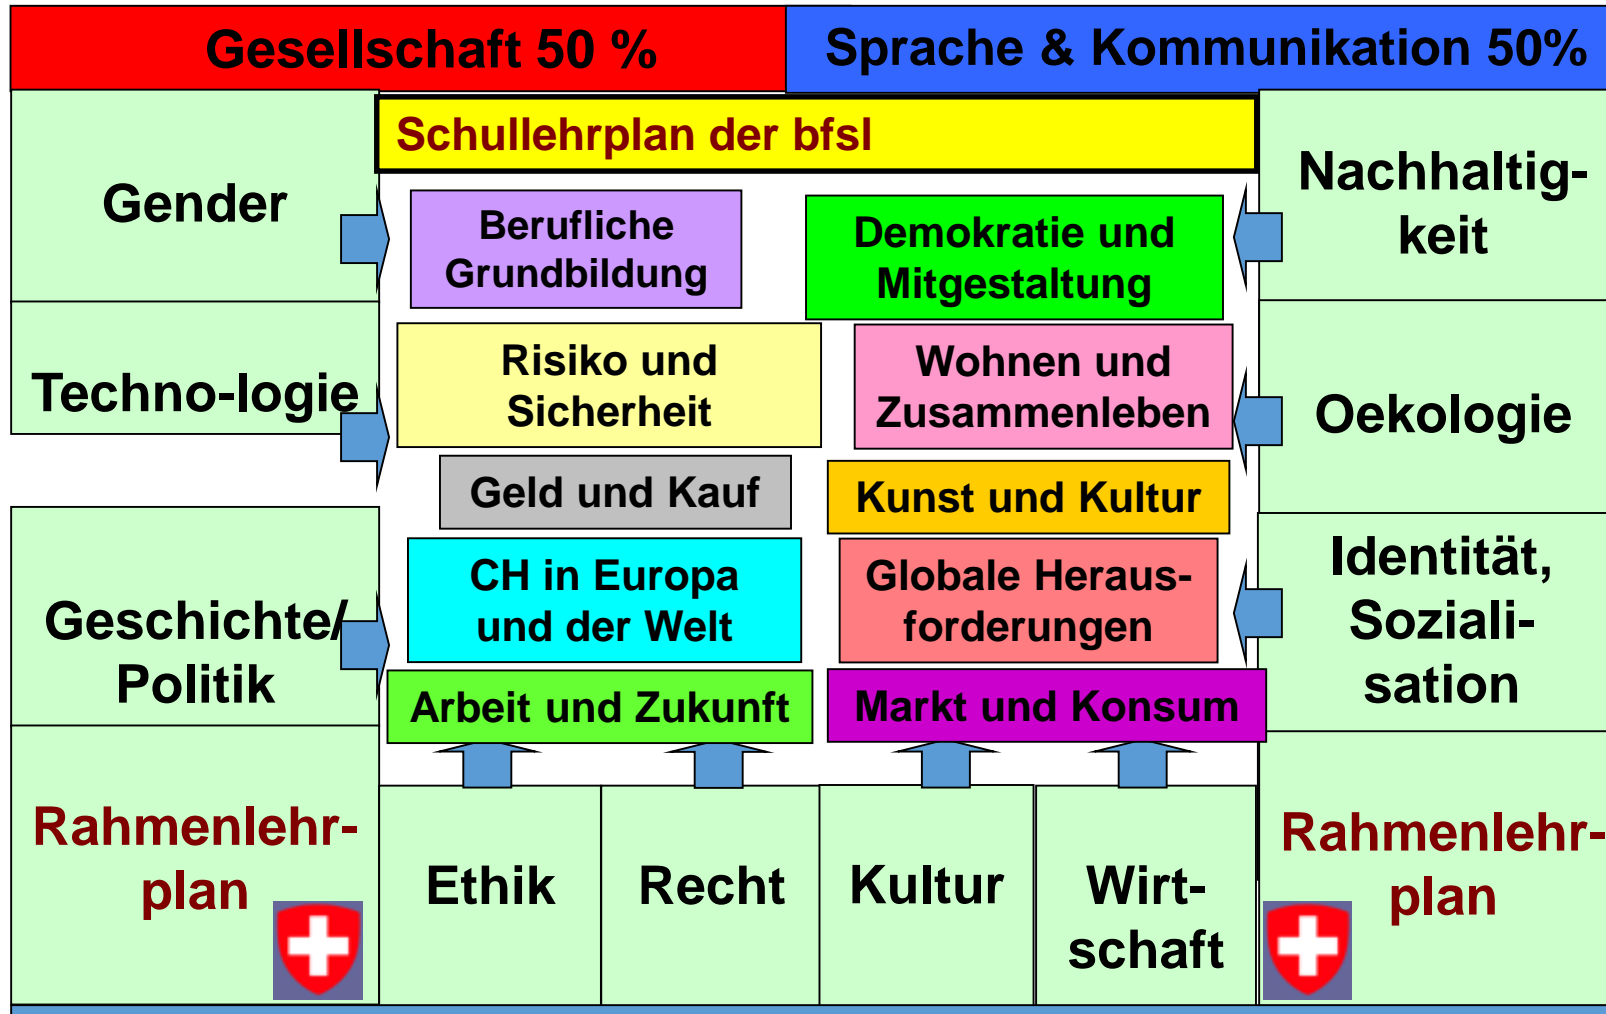 Gesellschaft 50 %
Sprache & Kommunikation 50%
Schullehrplan der bfsl
Gender
Berufliche
Grundbildung
Demokratie und
Mitgestaltung
Nachhaltig-
keit
Techno-logie
Risiko und
Sicherheit
Wohnen und
Zusammenleben
Oekologie
Geld und Kauf
Kunst und Kultur
Geschichte/
Politik
CH in Europa
und der Welt
Globale Heraus-
forderungen
Identität,
Soziali-
sation
Arbeit und Zukunft
Markt und Konsum
Rahmenlehr-
plan
Ethik
Recht
Kultur
Wirt-
schaft
Rahmenlehr-
plan